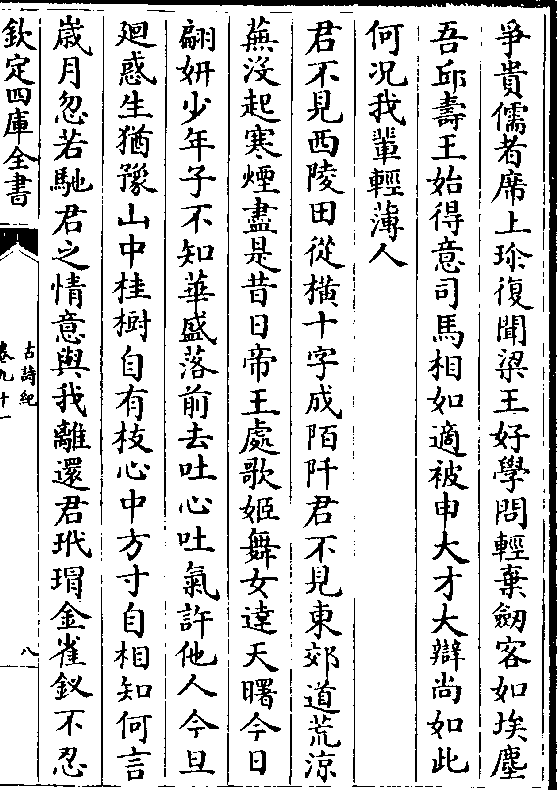 爭貴儒者席上珍復聞梁王好學問輕棄劒客如埃塵
吾邱壽王始得意司馬相如適被申大才大辯尚如此
何况我輩輕薄人
君不見西陵田從橫十字成陌阡君不見東郊道荒涼
蕪没起寒煙盡是昔日帝王處歌姬舞女達天曙今日
翩妍少年子不知華盛落前去吐心吐氣許他人今旦
廻惑生猶豫山中桂樹自有枝心中方寸自相知何言
歲月忽若馳君之情意與我離還君玳瑁金雀釵不忍
欽定四庫全書
古詩紀
卷九十一
八